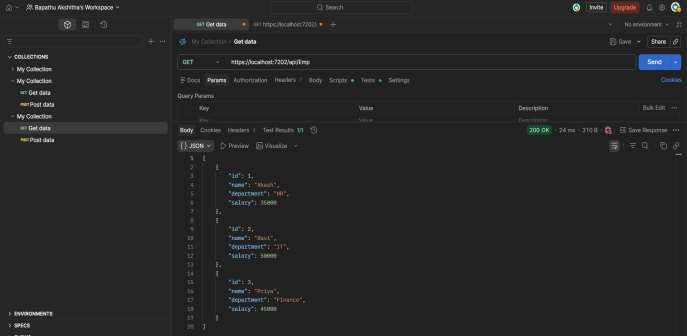 Bapathu Akshitha's Workspace
Search
Invite
Upgrade
GET Get data
GET https://localhost:7202/
No environment
My Collection › Get data
Save
Share
COLLECTIONS
My Collection
My Collection
GET Get data
POST Post data
My Collection
GET Get data
POST Post data
ENVIRONMENTS
SPECS
GET
https://localhost:7202/api/Emp
Send
Docs Params Authorization Headers Body Scripts Tests Settings
Cookies
Query Params
Key Value Description Bulk Edit
Key Value Description
Body Cookies Headers Test Results 1/1
200 OK • 24 ms • 310 B
Save Response
{} JSON Preview Visualize
1 [
2 {
3 "id": 1,
4 "name": "Akash",
5 "department": "HR",
6 "salary": 35000
7 },
8 {
9 "id": 2,
10 "name": "Ravi",
11 "department": "IT",
12 "salary": 50000
13 },
14 {
15 "id": 3,
16 "name": "Priya",
17 "department": "Finance",
18 "salary": 45000
19 }
20 ]